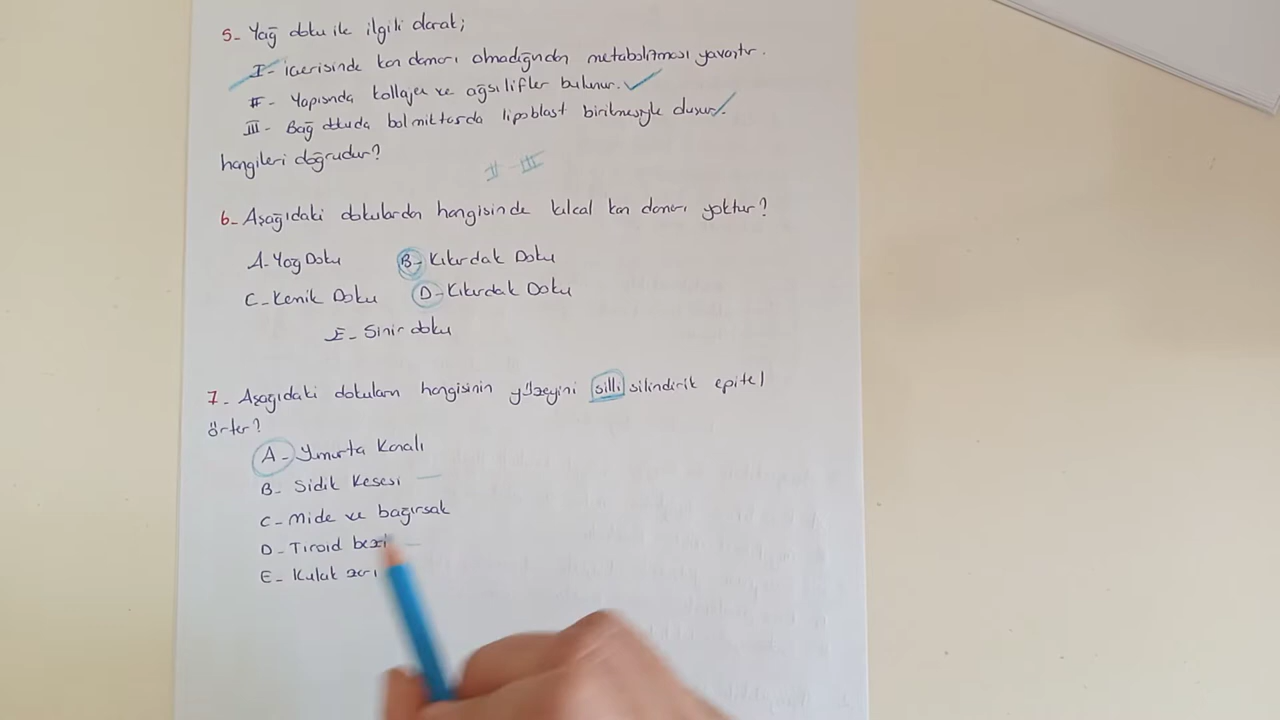 5- Yağ doku ile ilgili olarak;
I- içerisinde kan damarı olmadığından metabolizması yavaştır.
II- Yapısında kollajen ve ağsı lifler bulunur.
III- Bağ dokuda bol miktarda lipoblast birikmesiyle oluşur.
hangileri doğrudur?
II - III
6- Aşağıdaki dokulardan hangisinde kılcal kan damarı yoktur?
A- Yağ Doku B- Kıkırdak Doku
C- Kemik Doku D- Kıkırdak Doku
E- Sinir doku
7- Aşağıdaki dokuların hangisinin yüzeyini silli silindirik epitel
örter?
A- Yumurta Kanalı
B- Sidik Kesesi
C- Mide ve bağırsak
D- Tiroid bezi
E- Kulak zarı